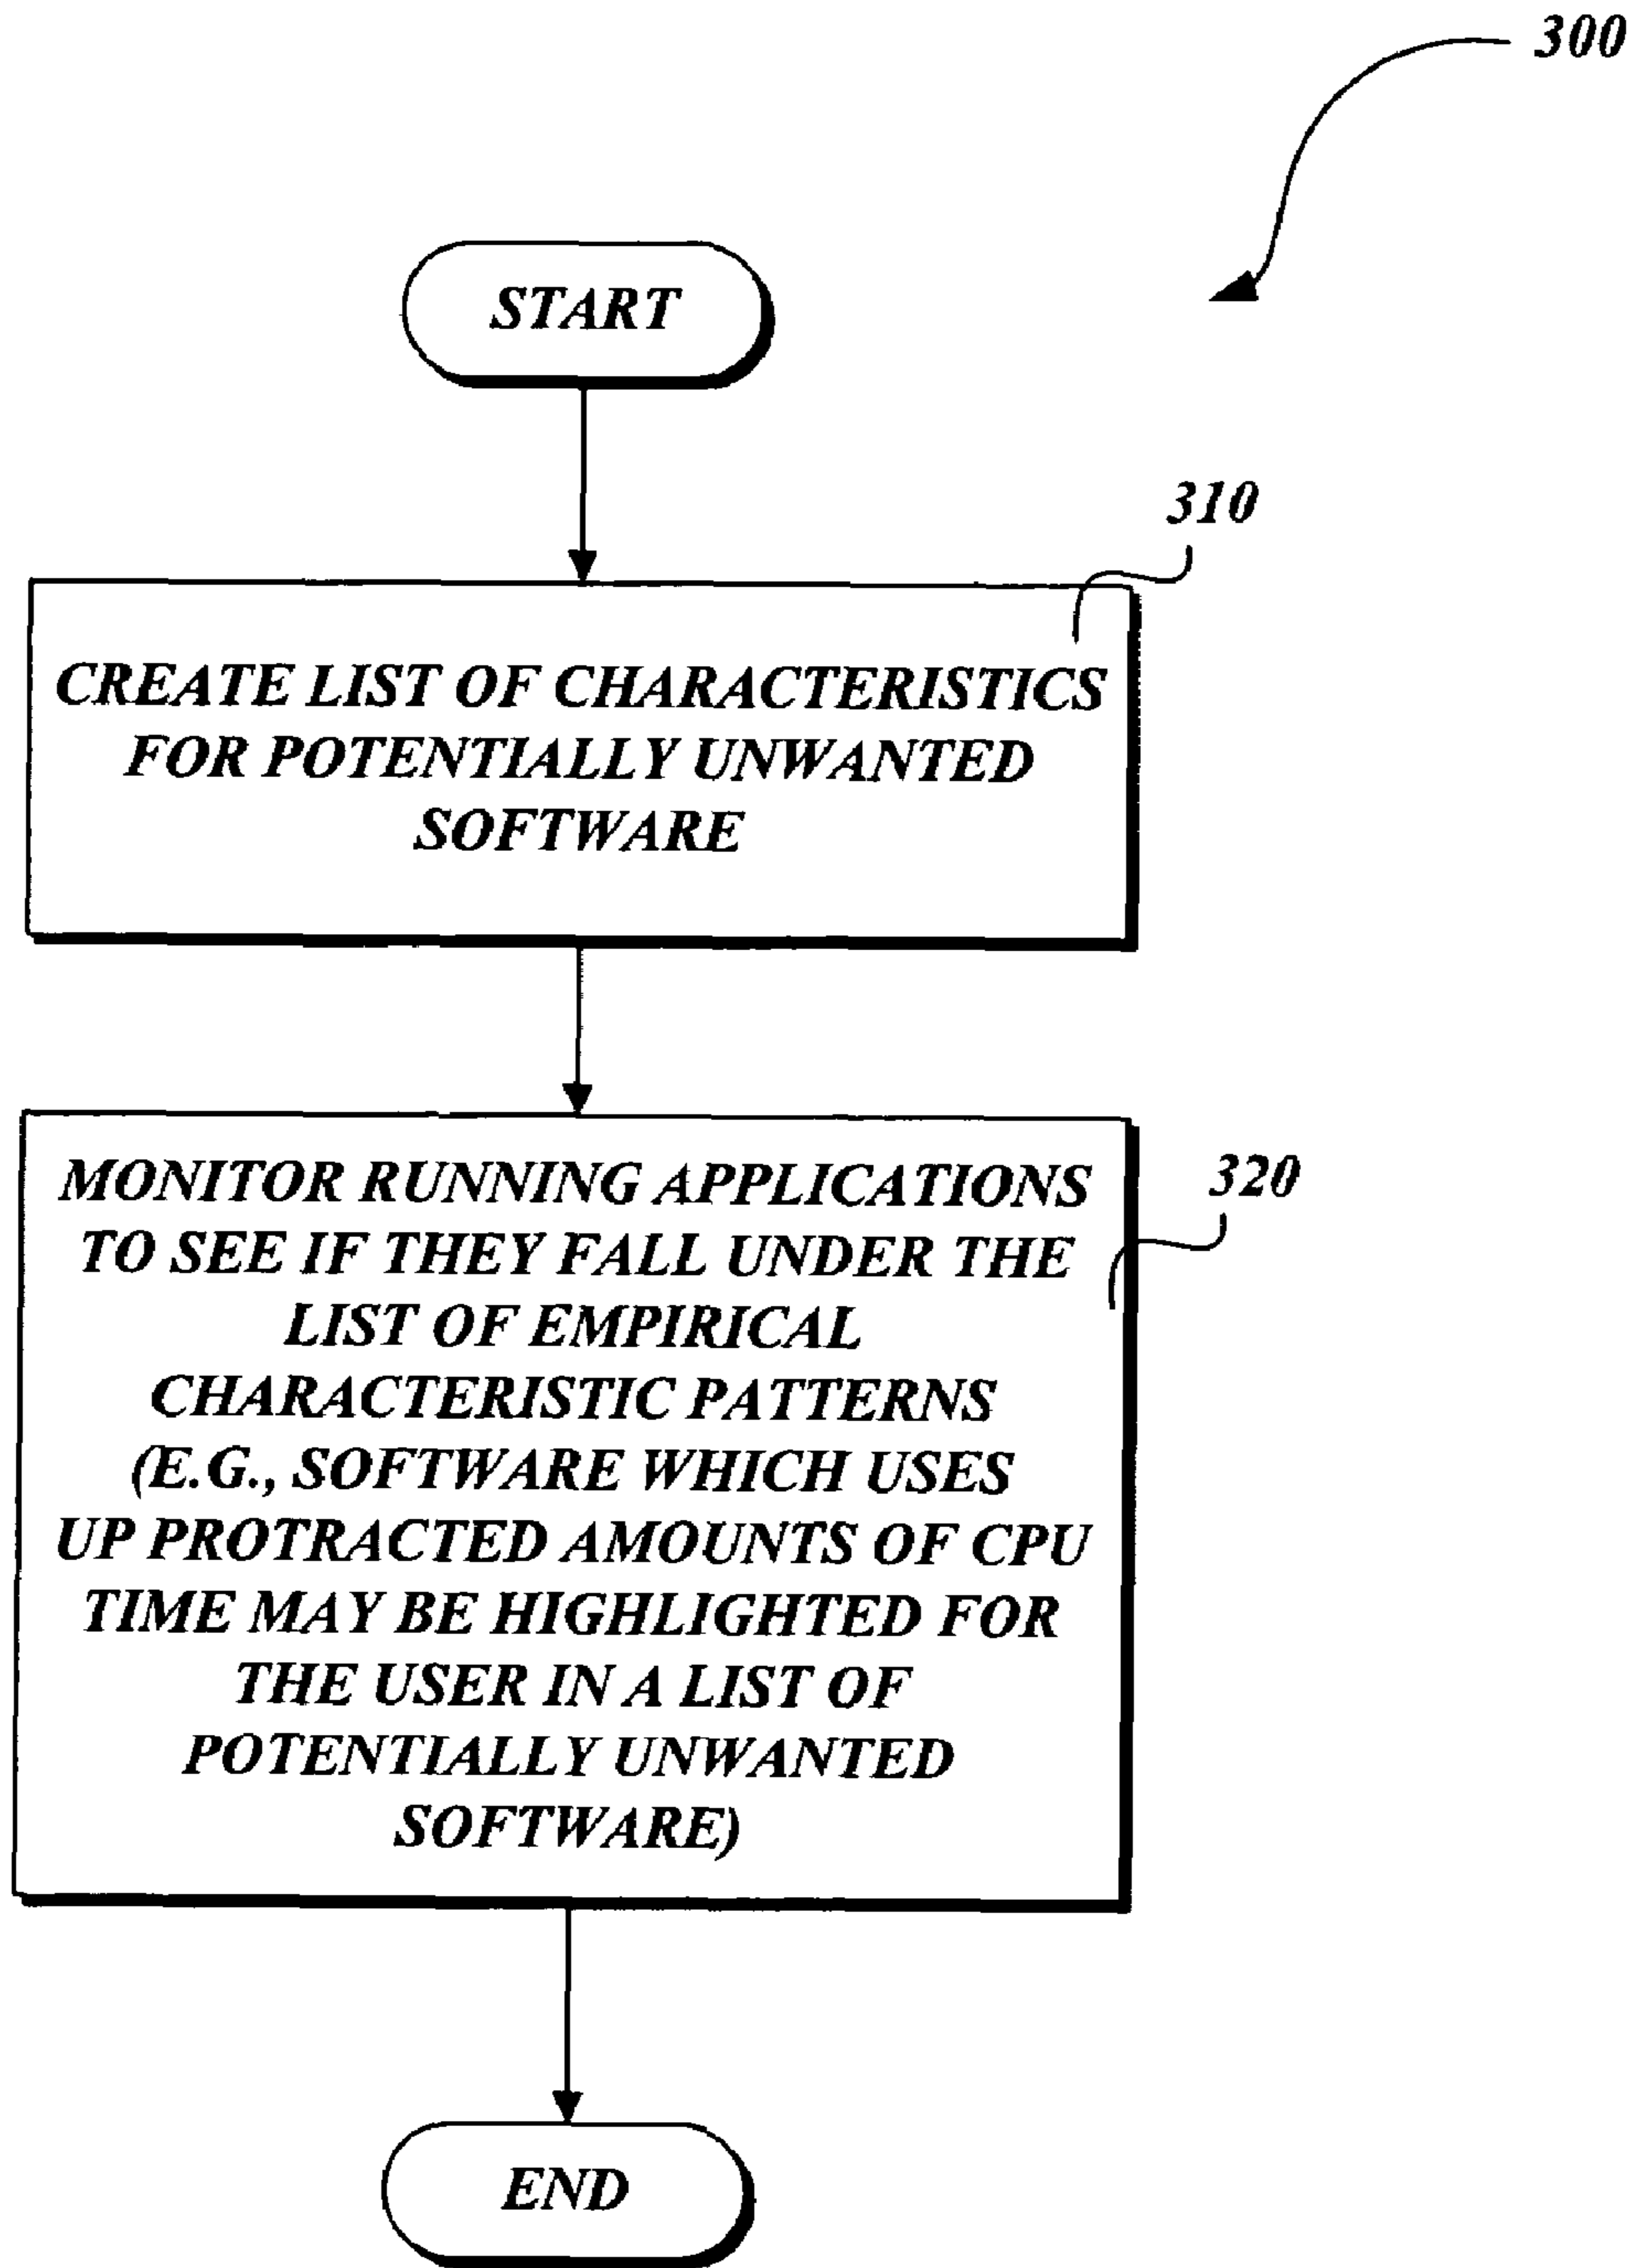 300
START
310
CREATE LIST OF CHARACTERISTICS
FOR POTENTIALLY UNWANTED
SOFTWARE
320
MONITOR RUNNING APPLICATIONS
TO SEE IF THEY FALL UNDER THE
LIST OF EMPIRICAL
CHARACTERISTIC PATTERNS
(E.G., SOFTWARE WHICH USES
UP PROTRACTED AMOUNTS OF CPU
TIME MAY BE HIGHLIGHTED FOR
THE USER IN A LIST OF
POTENTIALLY UNWANTED
SOFTWARE)
END